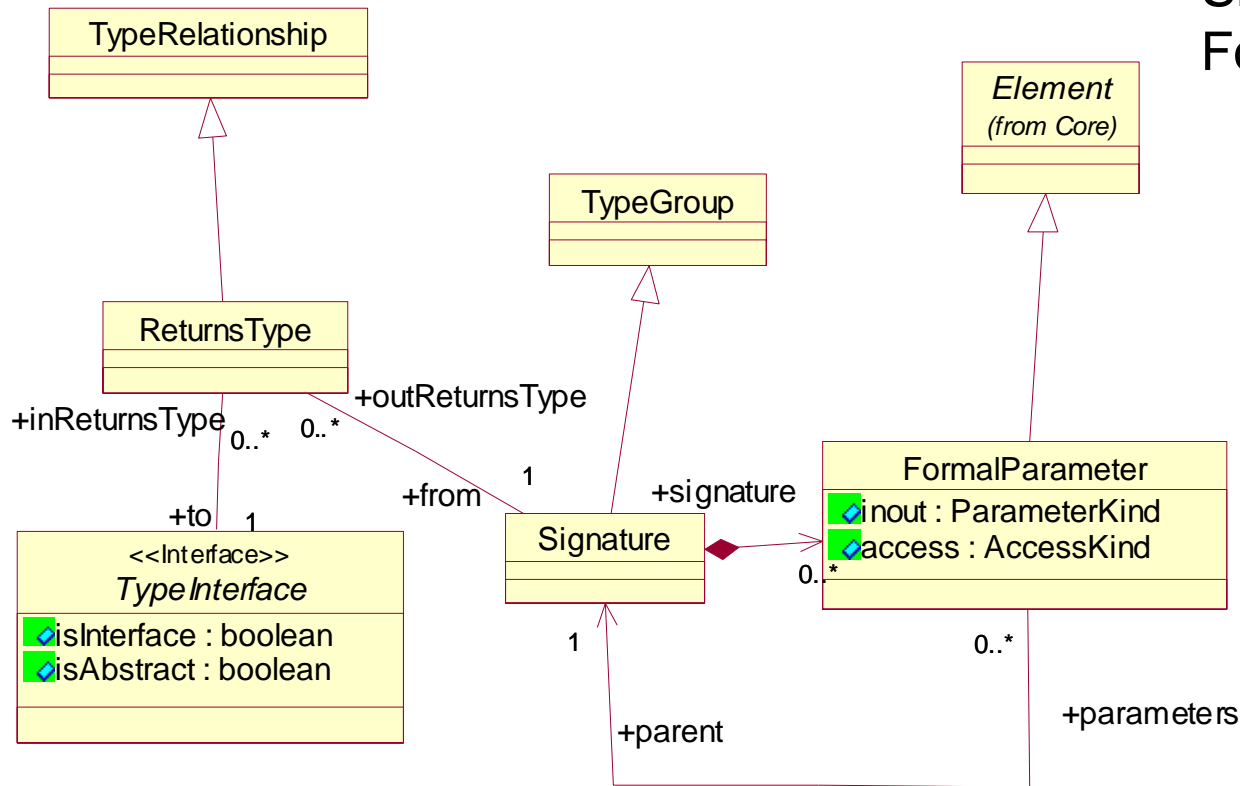 TypeRelationship
Element
(from Core)
TypeGroup
ReturnsType
+inReturnsType
0..*
0..*
+outReturnsType
1
+from
+signature
+to
1
<<Interface>>
TypeInterface
isInterface : boolean
isAbstract : boolean
Signature
FormalParameter
inout : ParameterKind
access : AccessKind
0..*
1
0..*
+parent
+parameters